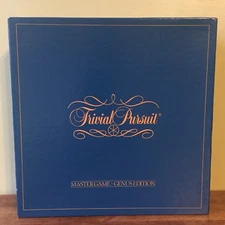 Trivial Pursuit®
MASTER GAME – GENUS EDITION